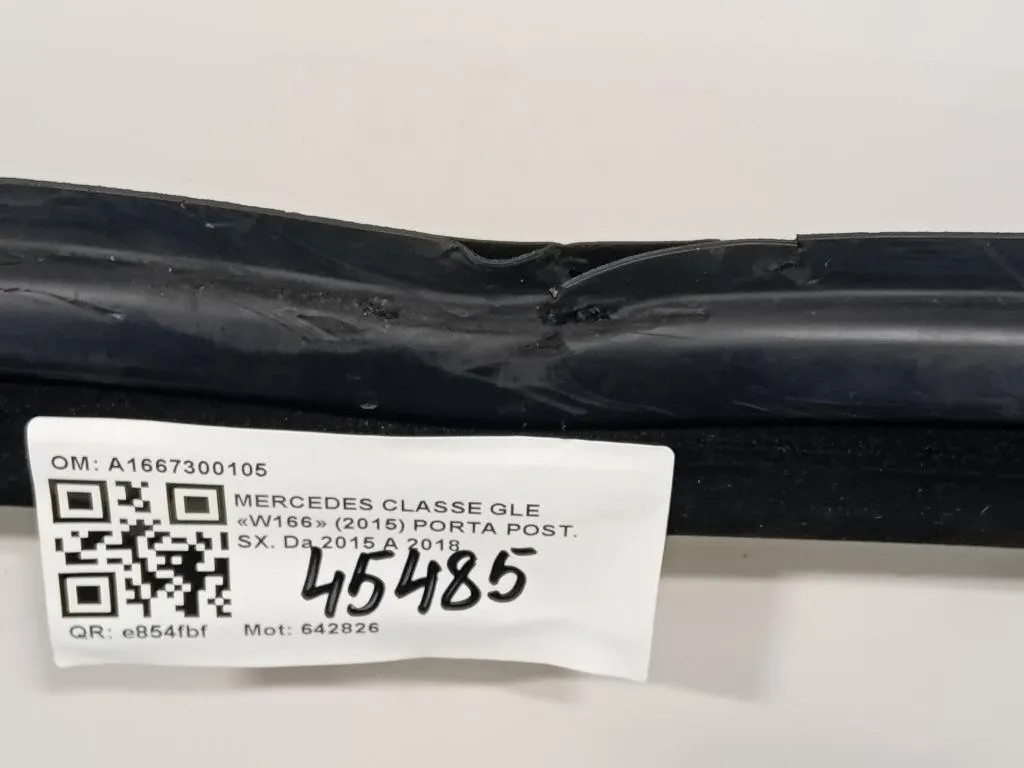 OM: A1667300105
MERCEDES CLASSE GLE
«W166» (2015) PORTA POST.
SX. Da 2015 A 2018
45485
QR: e854fbf Mot: 642826